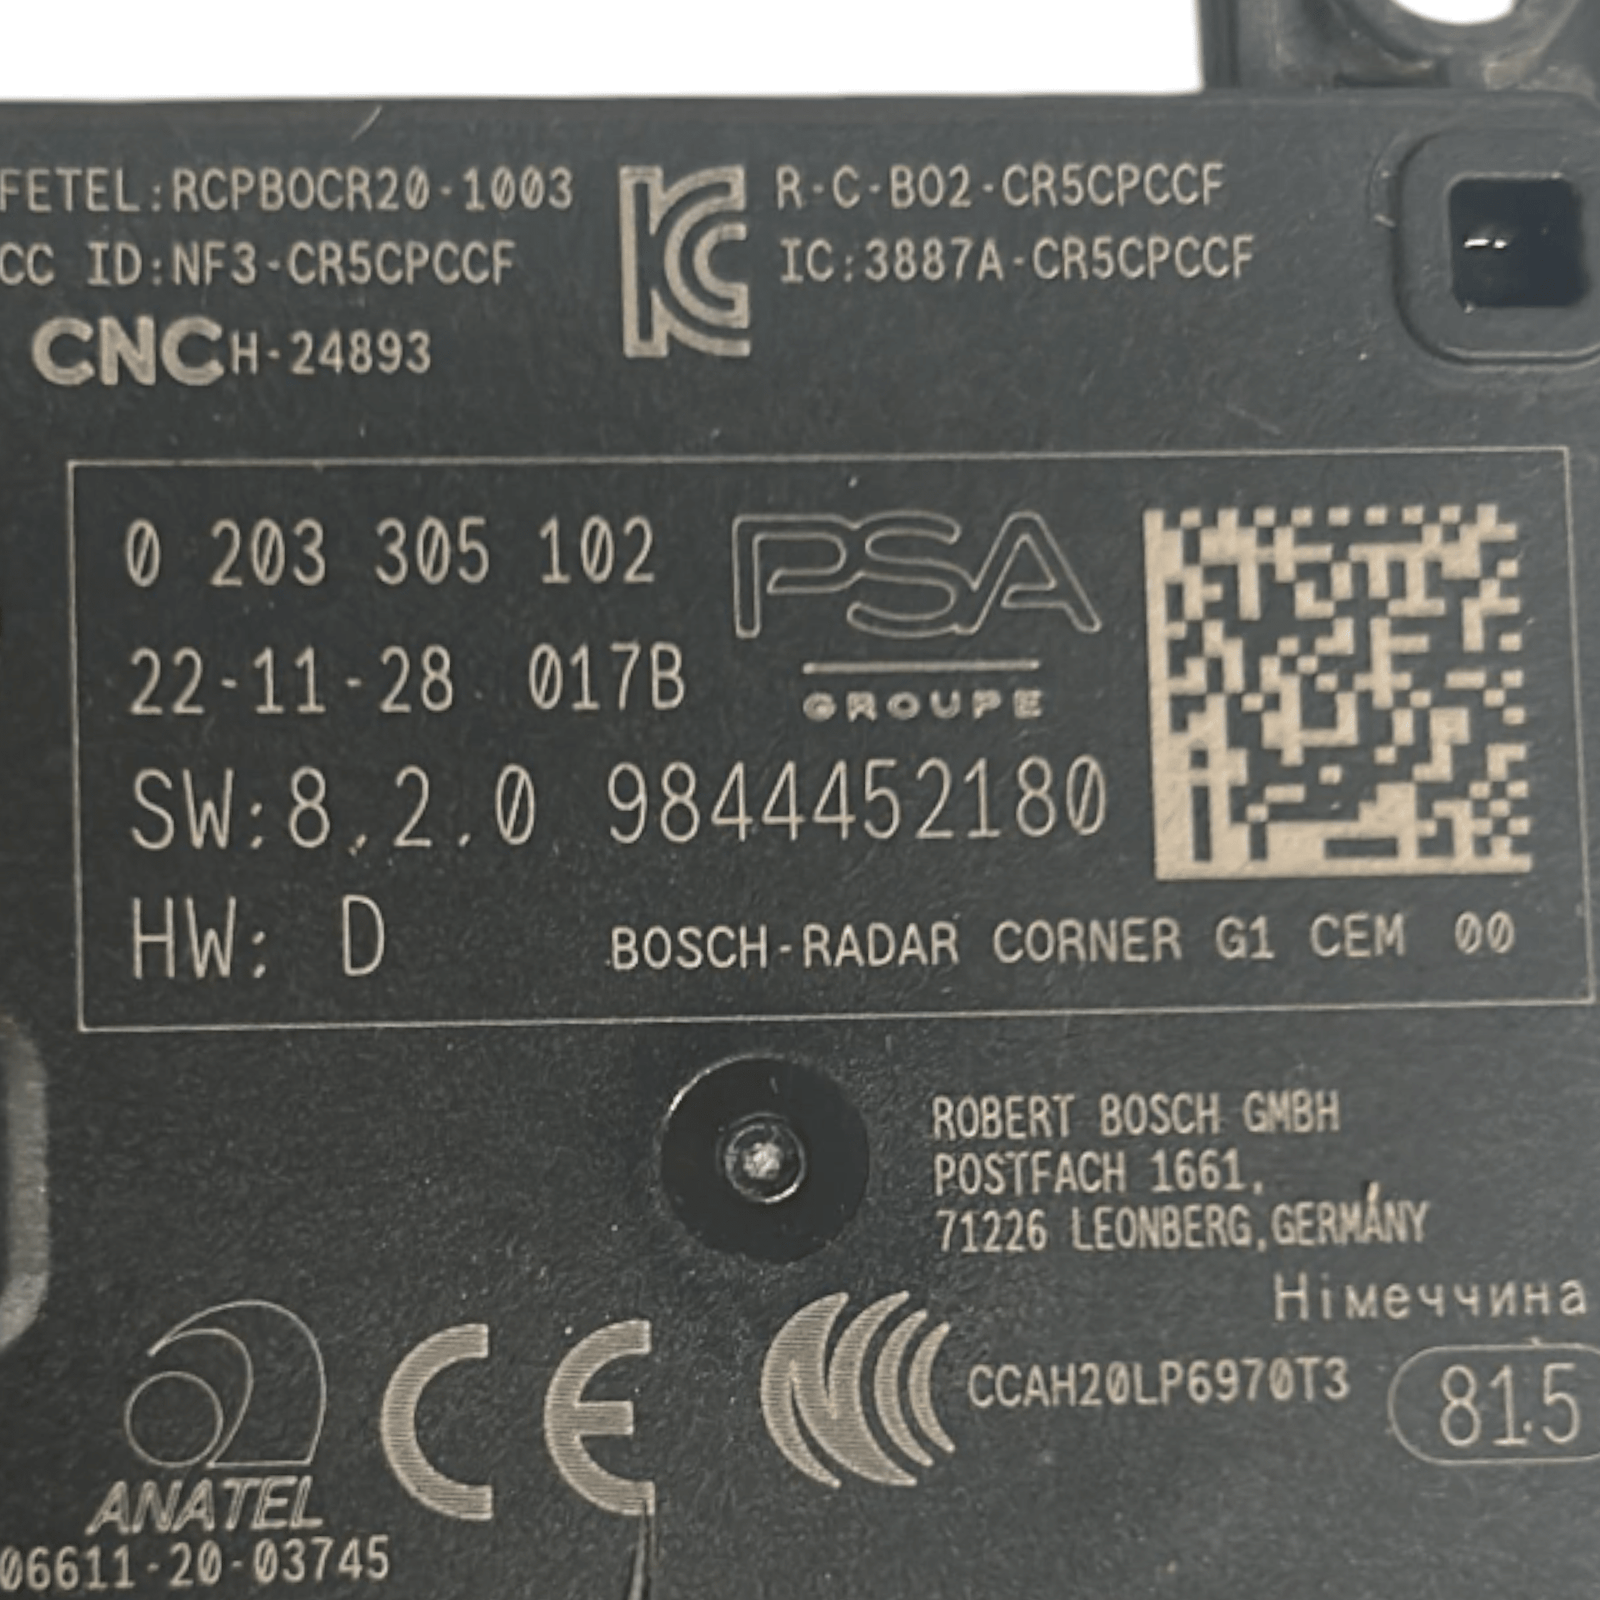 FETEL:RCPBOCR20-1003
CC ID:NF3-CR5CPCCF
CNC H-24893
R-C-BO2-CR5CPCCF
IC:3887A-CR5CPCCF
0 203 305 102
PSA
GROUPE
22-11-28 017B
SW:8.2.0 9844452180
HW: D
BOSCH-RADAR CORNER G1 CEM 00
ROBERT BOSCH GMBH
POSTFACH 1661,
71226 LEONBERG,GERMANY
Німеччина
CCAH20LP6970T3
81.5
ANATEL
CE
06611-20-03745